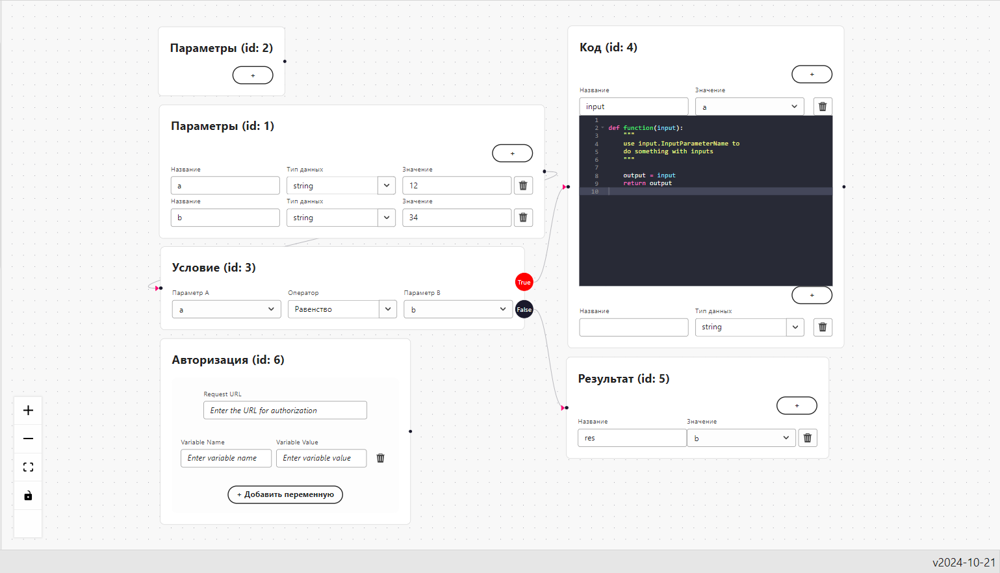 Параметры (id: 2)
+
Параметры (id: 1)
+
Название Тип данных Значение
a string 12
Название Тип данных Значение
b string 34
Условие (id: 3)
Параметр A Оператор Параметр B
a Равенство b
True
False
Авторизация (id: 6)
Request URL
Enter the URL for authorization
Variable Name Variable Value
Enter variable name Enter variable value
+ Добавить переменную
Код (id: 4)
+
Название Значение
input a
1
2 def function(input):
3 """
4 use input.InputParameterName to
5 do something with inputs
6 """
7
8 output = input
9 return output
10
+
Название Тип данных
string
Результат (id: 5)
+
Название Значение
res b
v2024-10-21